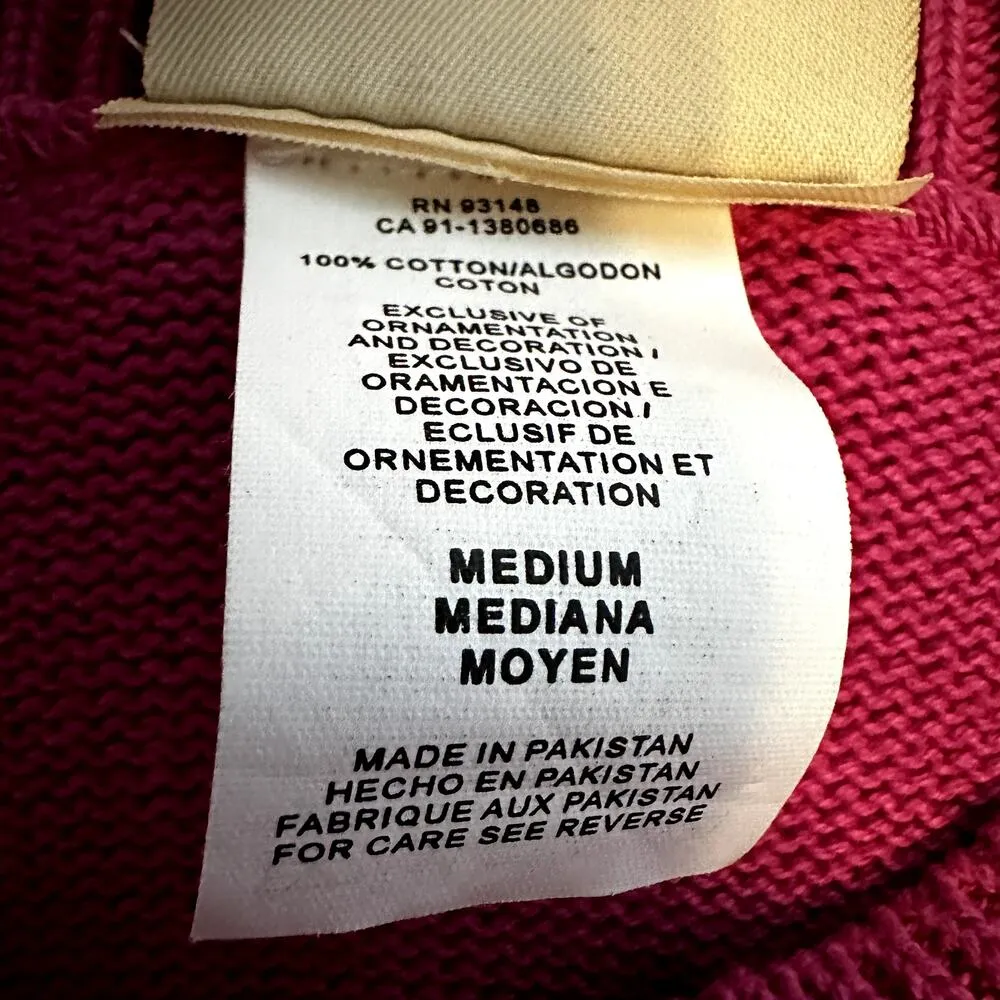 RN 93148
CA 91-1380686
100% COTTON/ALGODON
COTON
EXCLUSIVE OF
ORNAMENTATION
AND DECORATION /
EXCLUSIVO DE
ORAMENTACION E
DECORACION /
ECLUSIF DE
ORNEMENTATION ET
DECORATION
MEDIUM
MEDIANA
MOYEN
MADE IN PAKISTAN
HECHO EN PAKISTAN
FABRIQUE AUX PAKISTAN
FOR CARE SEE REVERSE